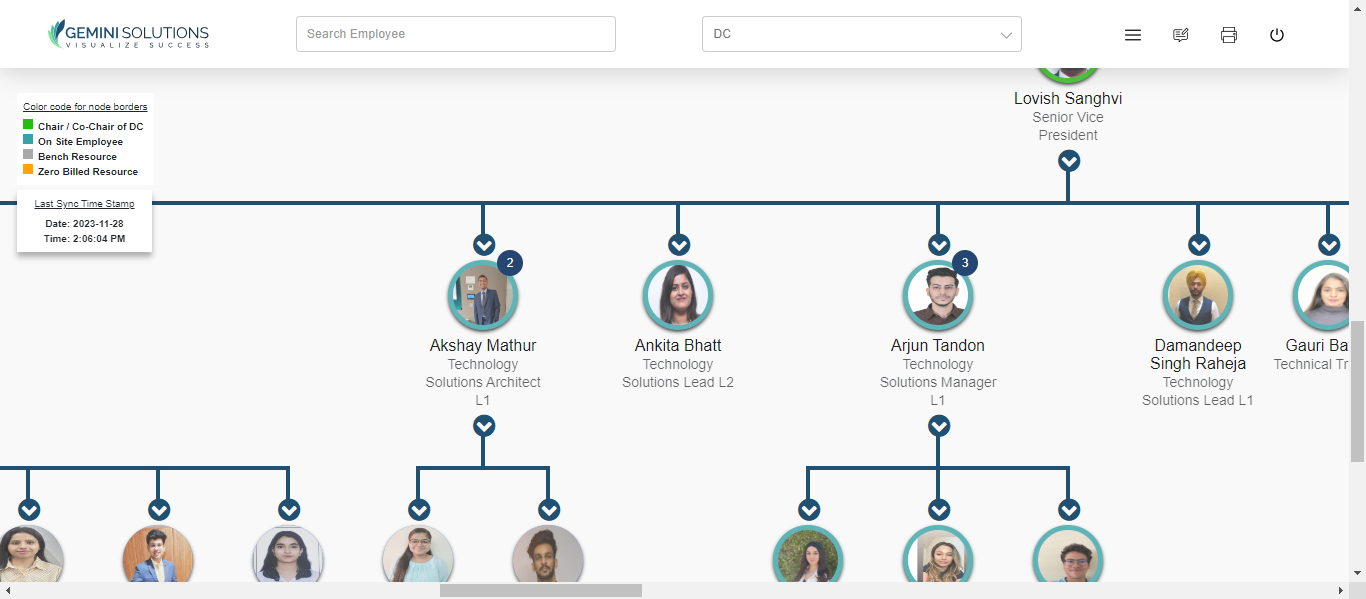 GEMINI SOLUTIONS
VISUALIZE SUCCESS
Search Employee
DC
Color code for node borders
Chair / Co-Chair of DC
On Site Employee
Bench Resource
Zero Billed Resource
Last Sync Time Stamp
Date: 2023-11-28
Time: 2:06:04 PM
Lovish Sanghvi
Senior Vice
President
2
Akshay Mathur
Technology
Solutions Architect
L1
Ankita Bhatt
Technology
Solutions Lead L2
3
Arjun Tandon
Technology
Solutions Manager
L1
Damandeep
Singh Raheja
Technology
Solutions Lead L1
Gauri Ba
Technical Tr